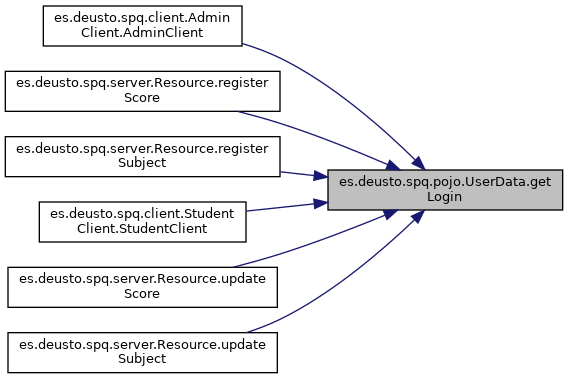 es.deusto.spq.client.Admin
Client.AdminClient
es.deusto.spq.server.Resource.register
Score
es.deusto.spq.server.Resource.register
Subject
es.deusto.spq.pojo.UserData.get
Login
es.deusto.spq.client.Student
Client.StudentClient
es.deusto.spq.server.Resource.update
Score
es.deusto.spq.server.Resource.update
Subject